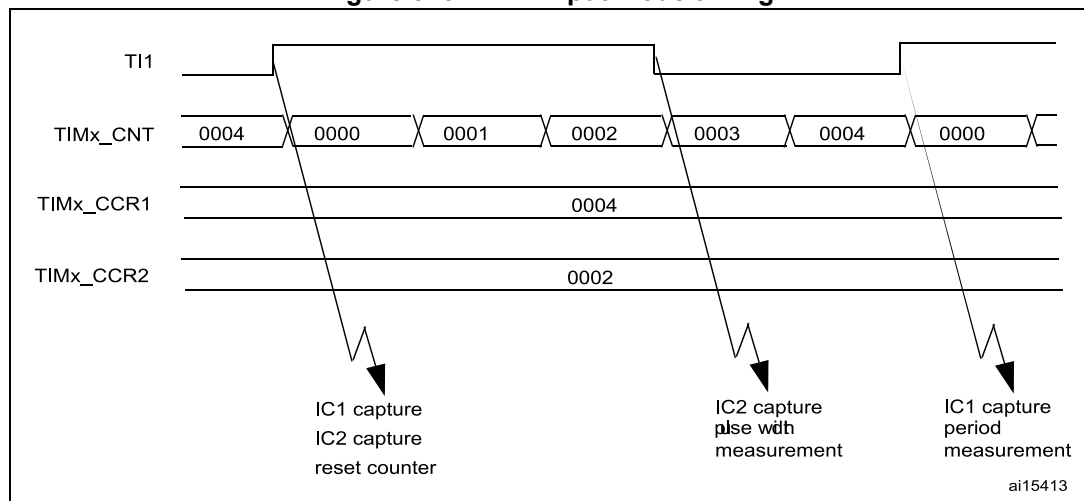 TI1
TIMx_CNT 0004 0000 0001 0002 0003 0004 0000
TIMx_CCR1 0004
TIMx_CCR2 0002
IC1 capture
IC2 capture
reset counter
IC2 capture
measurement
IC1 capture
period
measurement
ai15413